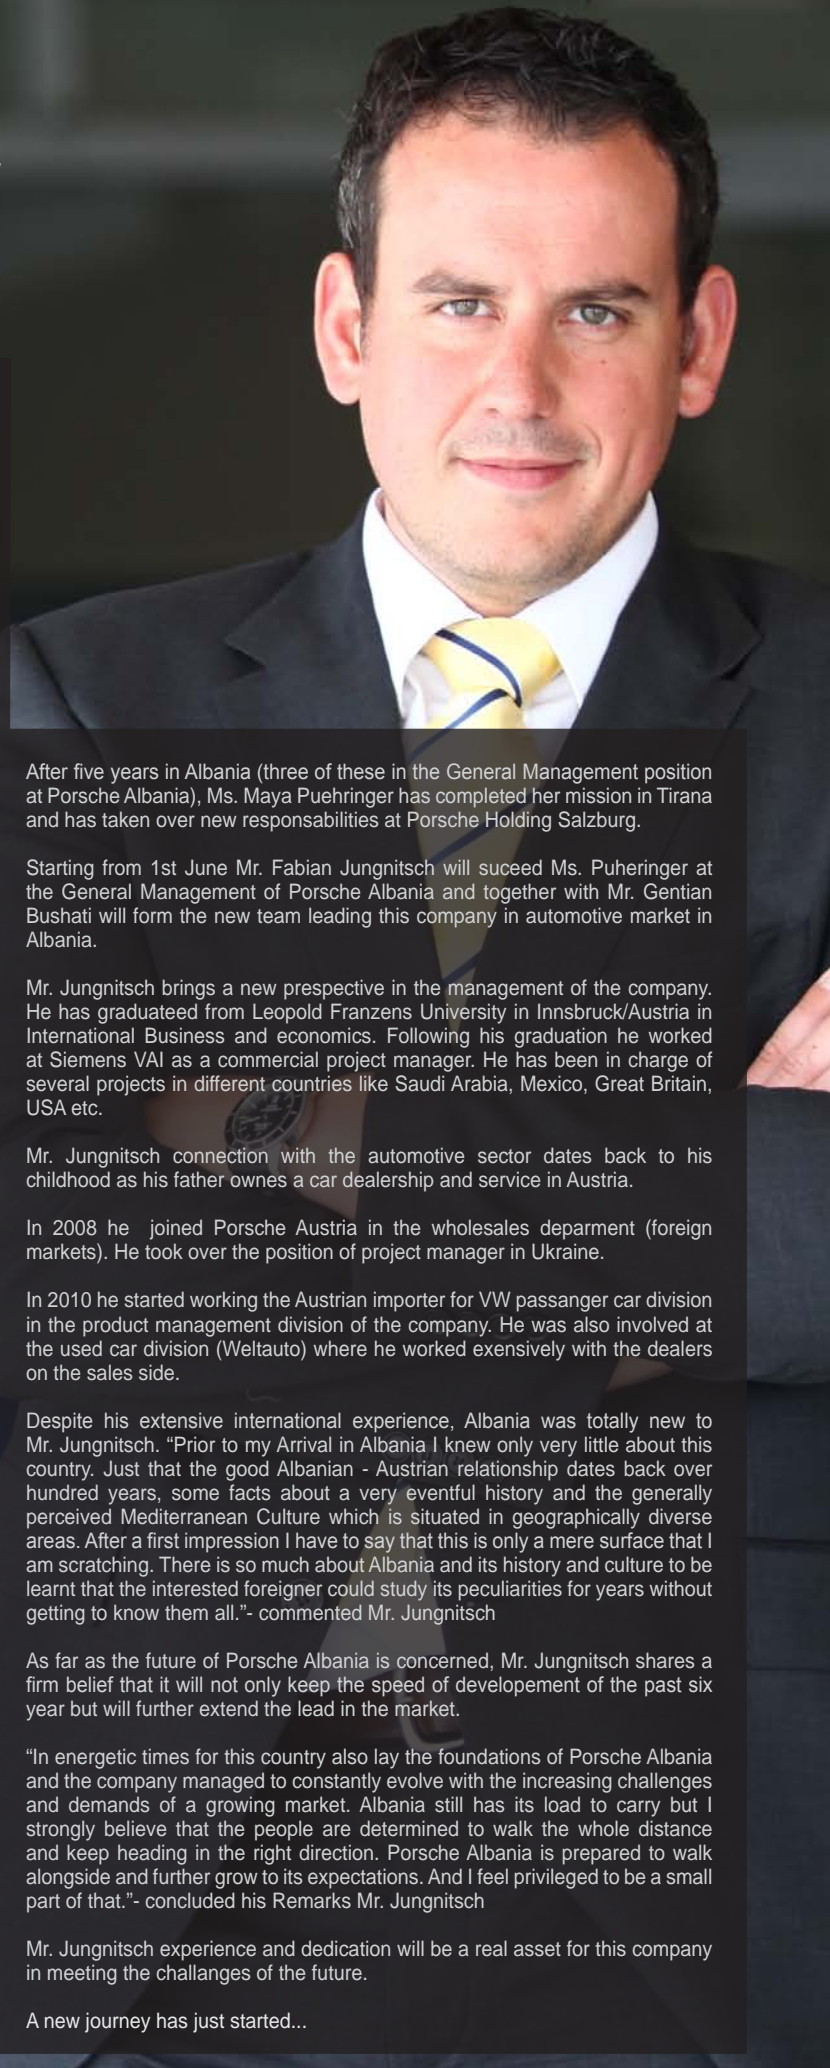 After five years in Albania (three of these in the General Management position
at Porsche Albania), Ms. Maya Puehringer has completed her mission in Tirana
and has taken over new responsabilities at Porsche Holding Salzburg.
Starting from 1st June Mr. Fabian Jungnitsch will suceed Ms. Puheringer at
the General Management of Porsche Albania and together with Mr. Gentian
Bushati will form the new team leading this company in automotive market in
Albania.
Mr. Jungnitsch brings a new prespective in the management of the company.
He has graduateed from Leopold Franzens University in Innsbruck/Austria in
International Business and economics. Following his graduation he worked
at Siemens VAI as a commercial project manager. He has been in charge of
several projects in different countries like Saudi Arabia, Mexico, Great Britain,
USA etc.
Mr. Jungnitsch connection with the automotive sector dates back to his
childhood as his father ownes a car dealership and service in Austria.
In 2008 he joined Porsche Austria in the wholesales deparment (foreign
markets). He took over the position of project manager in Ukraine.
In 2010 he started working the Austrian importer for VW passanger car division
in the product management division of the company. He was also involved at
the used car division (Weltauto) where he worked exensively with the dealers
on the sales side.
Despite his extensive international experience, Albania was totally new to
Mr. Jungnitsch. “Prior to my Arrival in Albania I knew only very little about this
country. Just that the good Albanian - Austrian relationship dates back over
hundred years, some facts about a very eventful history and the generally
perceived Mediterranean Culture which is situated in geographically diverse
areas. After a first impression I have to say that this is only a mere surface that I
am scratching. There is so much about Albania and its history and culture to be
learnt that the interested foreigner could study its peculiarities for years without
getting to know them all.”- commented Mr. Jungnitsch
As far as the future of Porsche Albania is concerned, Mr. Jungnitsch shares a
firm belief that it will not only keep the speed of developement of the past six
year but will further extend the lead in the market.
“In energetic times for this country also lay the foundations of Porsche Albania
and the company managed to constantly evolve with the increasing challenges
and demands of a growing market. Albania still has its load to carry but I
strongly believe that the people are determined to walk the whole distance
and keep heading in the right direction. Porsche Albania is prepared to walk
alongside and further grow to its expectations. And I feel privileged to be a small
part of that.”- concluded his Remarks Mr. Jungnitsch
Mr. Jungnitsch experience and dedication will be a real asset for this company
in meeting the challanges of the future.
A new journey has just started...